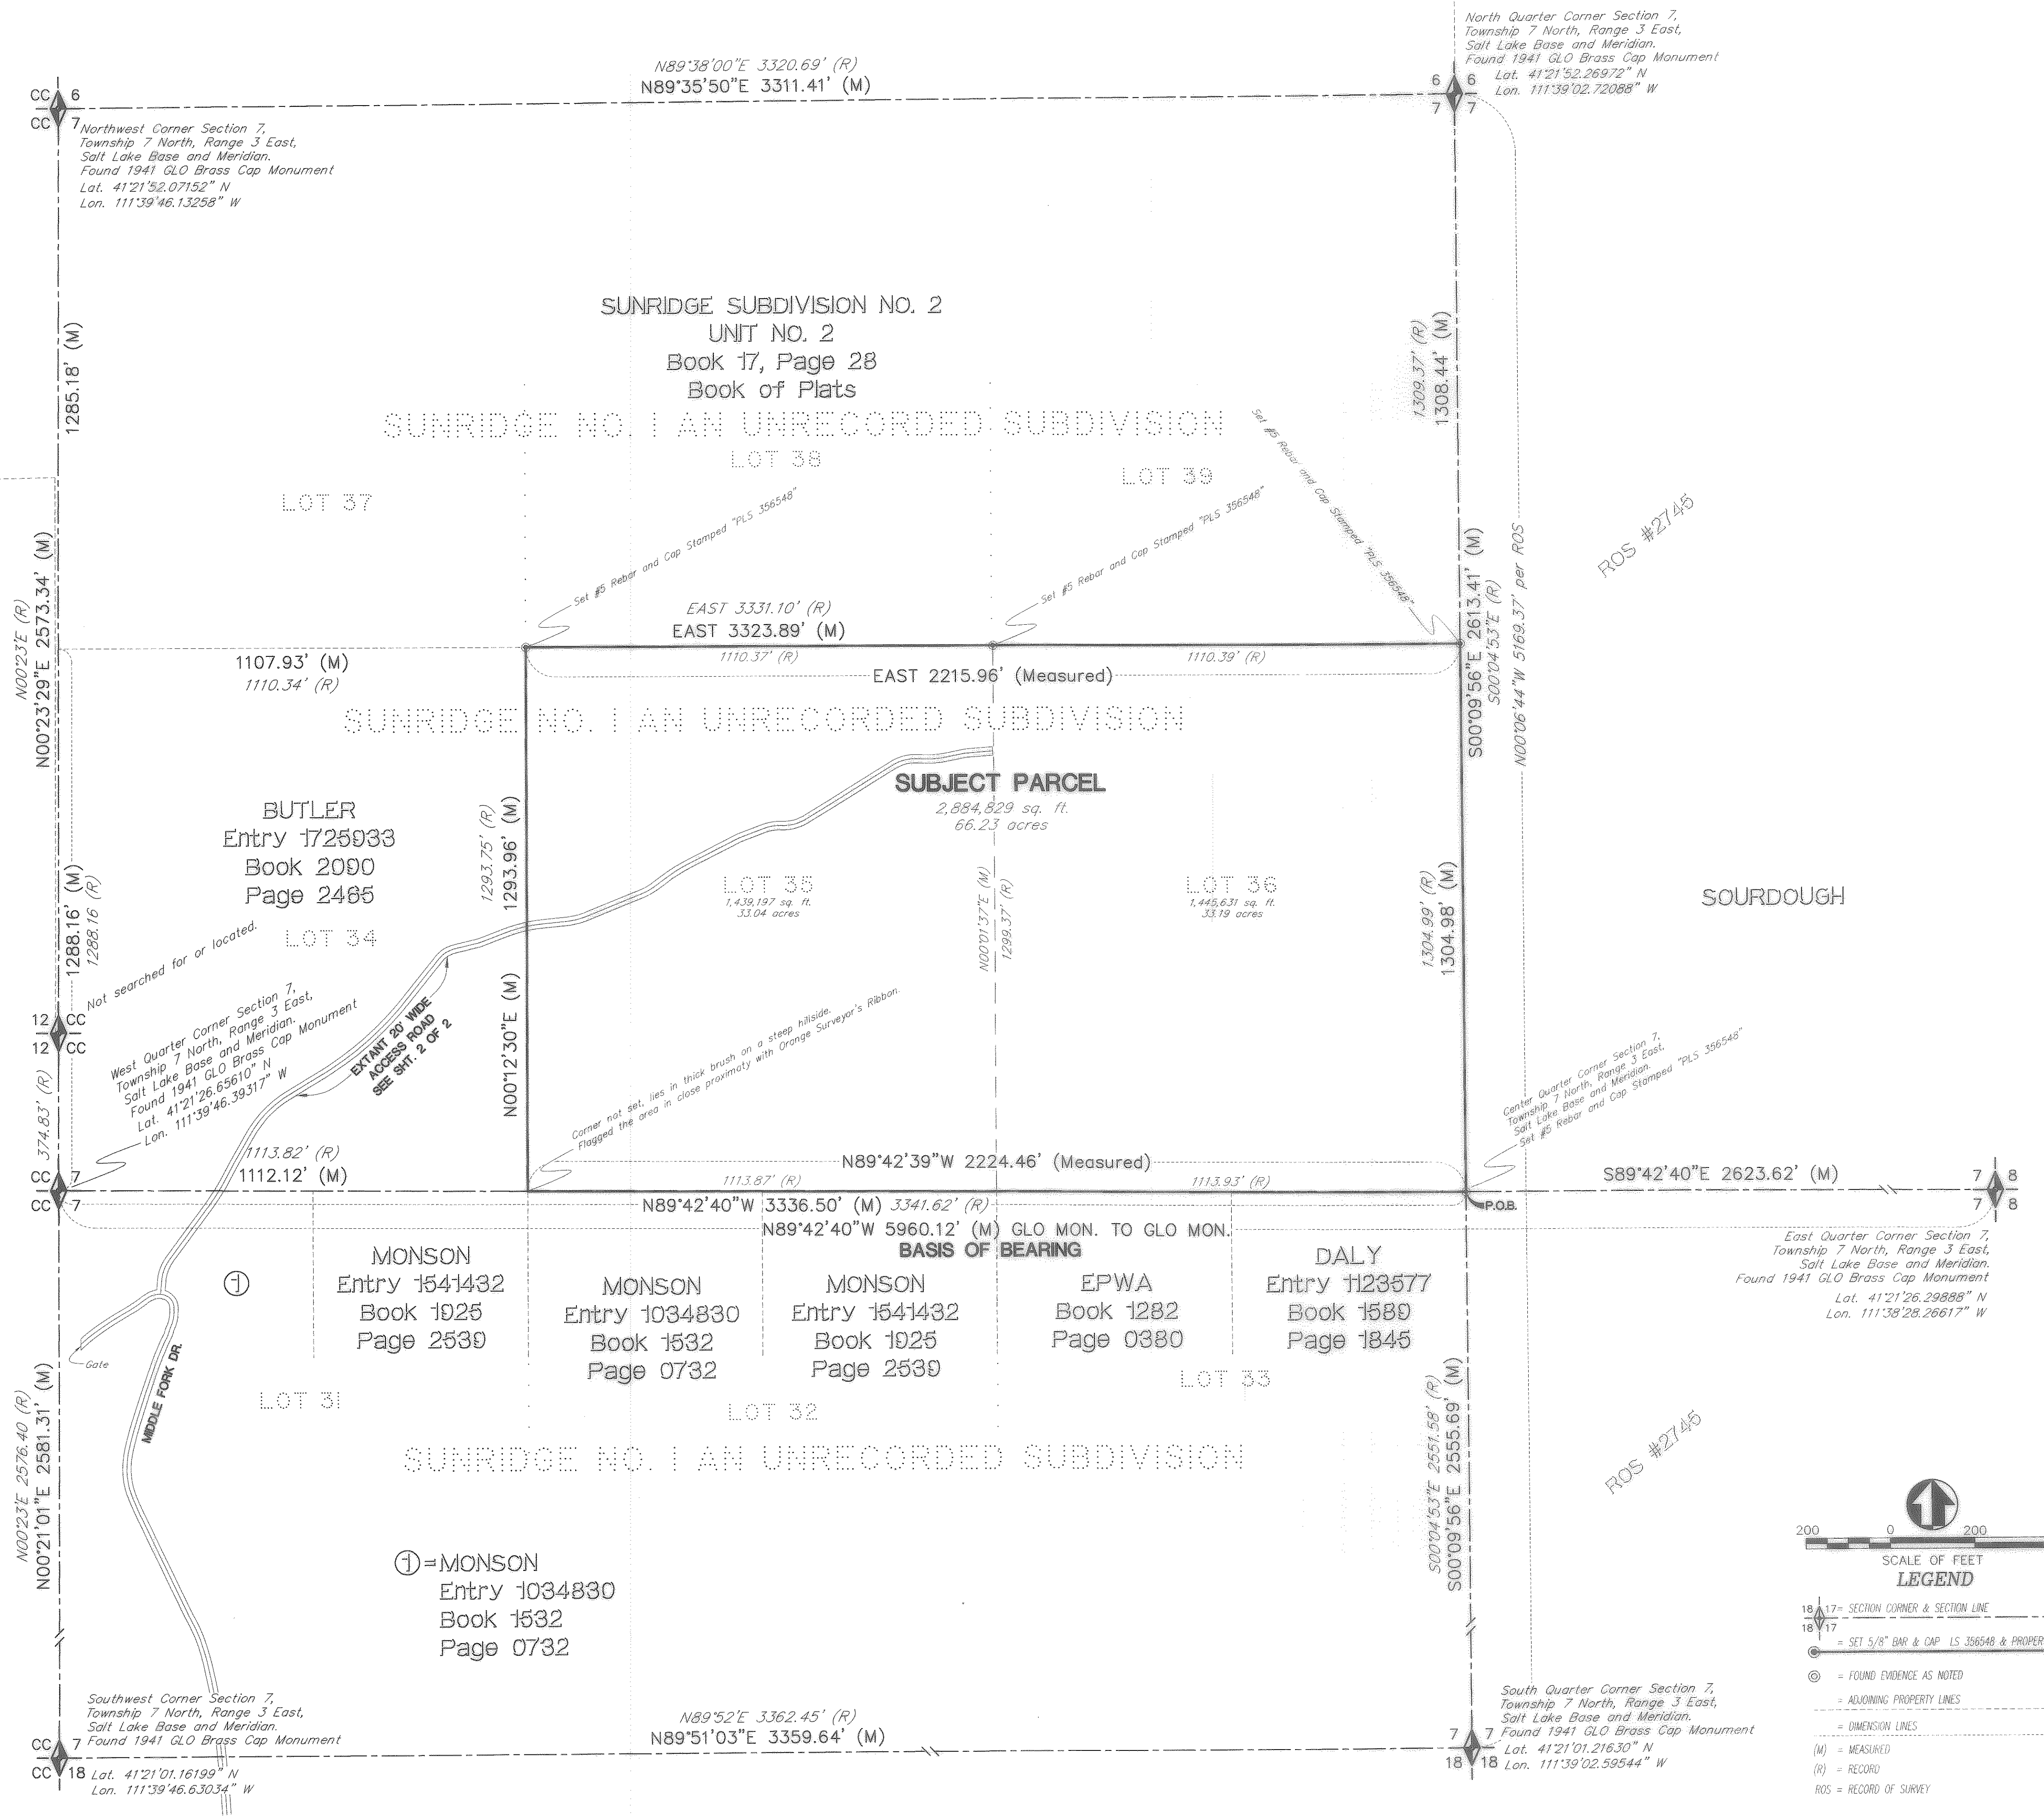 North Quarter Corner Section 7,
Township 7 North, Range 3 East,
Salt Lake Base and Meridian.
Found 1941 GLO Brass Cap Monument
Lat. 41°21'52.26972" N
Lon. 111°39'02.72088" W
N89°38'00"E 3320.69' (R)
N89°35'50"E 3311.41' (M)
CC 6
CC 7
6 6
7 7
Northwest Corner Section 7,
Township 7 North, Range 3 East,
Salt Lake Base and Meridian.
Found 1941 GLO Brass Cap Monument
Lat. 41°21'52.07152" N
Lon. 111°39'46.13258" W
SUNRIDGE SUBDIVISION NO. 2
UNIT NO. 2
Book 17, Page 28
Book of Plats
SUNRIDGE NO. 1 AN UNRECORDED SUBDIVISION
1285.18' (M)
1309.37' (R)
1308.44' (M)
LOT 37
LOT 38
LOT 39
Set #5 Rebar and Cap Stamped "PLS 356548"
Set #5 Rebar and Cap Stamped "PLS 356548"
Set #5 Rebar and Cap Stamped "PLS 356548"
ROS #2745
N00°23'E (R)
N00°23'29"E 2573.34' (M)
S00°09'56"E 2613.41' (M)
S00°04'53"E (R)
N00°06'44"W 5169.37' per ROS
EAST 3331.10' (R)
EAST 3323.89' (M)
1107.93' (M)
1110.34' (R)
1110.37' (R)
1110.39' (R)
EAST 2215.96' (Measured)
SUNRIDGE NO. 1 AN UNRECORDED SUBDIVISION
SUBJECT PARCEL
2,884,829 sq. ft.
66.23 acres
BUTLER
Entry 1725933
Book 2090
Page 2465
LOT 34
1293.75' (R)
1293.96' (M)
N00°12'30"E (M)
LOT 35
1,439,197 sq. ft.
33.04 acres
N00°01'37"E (M)
1299.37' (R)
LOT 36
1,445,631 sq. ft.
33.19 acres
1304.99' (R)
1304.98' (M)
SOURDOUGH
1288.16' (M)
1288.16 (R)
Not searched for or located.
12 CC
12 CC
West Quarter Corner Section 7,
Township 7 North, Range 3 East,
Salt Lake Base and Meridian.
Found 1941 GLO Brass Cap Monument
Lat. 41°21'26.65610" N
Lon. 111°39'46.39317" W
EXTANT 20' WIDE
ACCESS ROAD
SEE SHT. 2 OF 2
Corner not set, lies in thick brush on a steep hillside.
Flagged the area in close proximaty with Orange Surveyor's Ribbon.
Center Quarter Corner Section 7,
Township 7 North, Range 3 East,
Salt Lake Base and Meridian.
Set #5 Rebar and Cap Stamped "PLS 356548"
374.83' (R)
1113.82' (R)
1112.12' (M)
N89°42'39"W 2224.46' (Measured)
1113.87' (R)
1113.93' (R)
S89°42'40"E 2623.62' (M)
CC 7
CC 7
7 8
7 8
N89°42'40"W 3336.50' (M) 3341.62' (R)
P.O.B.
N89°42'40"W 5960.12' (M) GLO MON. TO GLO MON.
BASIS OF BEARING
East Quarter Corner Section 7,
Township 7 North, Range 3 East,
Salt Lake Base and Meridian.
Found 1941 GLO Brass Cap Monument
Lat. 41°21'26.29888" N
Lon. 111°38'28.26617" W
1
MONSON
Entry 1541432
Book 1925
Page 2539
MONSON
Entry 1034830
Book 1532
Page 0732
MONSON
Entry 1541432
Book 1925
Page 2539
EPWA
Book 1282
Page 0380
DALY
Entry 1123577
Book 1589
Page 1845
Gate
MIDDLE FORK DR.
LOT 31
LOT 32
LOT 33
SUNRIDGE NO. 1 AN UNRECORDED SUBDIVISION
N00°23'E 2576.40 (R)
N00°21'01"E 2581.31' (M)
S00°04'53"E 2551.58' (R)
S00°09'56"E 2555.69' (M)
ROS #2745
1=MONSON
Entry 1034830
Book 1532
Page 0732
200 0 200
SCALE OF FEET
LEGEND
18 17= SECTION CORNER & SECTION LINE
18 17
= SET 5/8" BAR & CAP LS 356548 & PROPER
= FOUND EVIDENCE AS NOTED
= ADJOINING PROPERTY LINES
= DIMENSION LINES
(M) = MEASURED
(R) = RECORD
ROS = RECORD OF SURVEY
Southwest Corner Section 7,
Township 7 North, Range 3 East,
Salt Lake Base and Meridian.
Found 1941 GLO Brass Cap Monument
CC 7
CC 18
Lat. 41°21'01.16199" N
Lon. 111°39'46.63034" W
N89°52'E 3362.45' (R)
N89°51'03"E 3359.64' (M)
South Quarter Corner Section 7,
Township 7 North, Range 3 East,
Salt Lake Base and Meridian.
Found 1941 GLO Brass Cap Monument
7 7
18 18
Lat. 41°21'01.21630" N
Lon. 111°39'02.59544" W